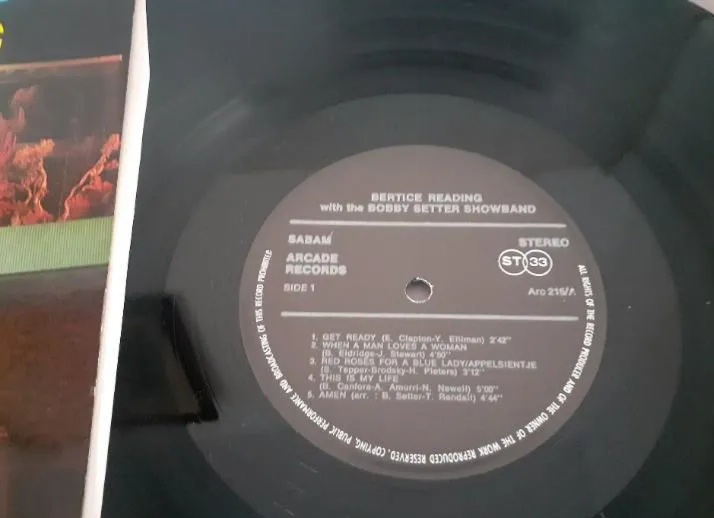 BERTICE READING
with the BOBBY SETTER SHOWBAND
SABAM
STEREO
ARCADE
RECORDS
ST 33
SIDE 1
Arc 215/A
1. GET READY (E. Clapton-Y. Elliman) 2'42"
2. WHEN A MAN LOVES A WOMAN
(B. Eldridge-J. Stewart) 4'50"
3. RED ROSES FOR A BLUE LADY/APPELSIENTJE
(S. Tepper-Brodsky-H. Pieters) 3'12"
4. THIS IS MY LIFE
(B. Canfora-A. Amurri-N. Newell) 5'00"
5. AMEN (arr. : B. Setter-T. Randall) 4'44"
ALL RIGHTS OF THE RECORD PRODUCER AND OF THE OWNER OF THE WORK REPRODUCED RESERVED. COPYING, PUBLIC PERFORMANCE AND BROADCASTING OF THIS RECORD PROHIBITED